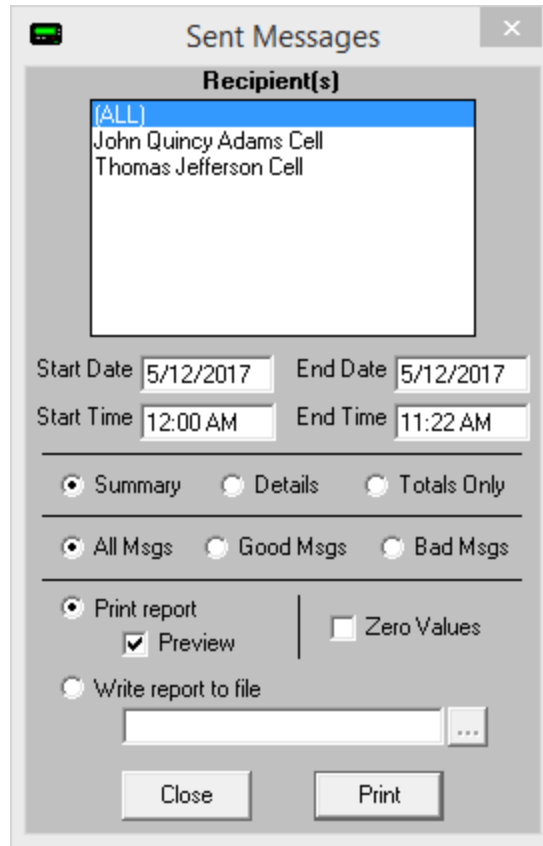 Sent Messages
Recipient(s)
(ALL)
John Quincy Adams Cell
Thomas Jefferson Cell
Start Date 5/12/2017 End Date 5/12/2017
Start Time 12:00 AM End Time 11:22 AM
Summary Details Totals Only
All Msgs Good Msgs Bad Msgs
Print report
Preview Zero Values
Write report to file
...
Close Print